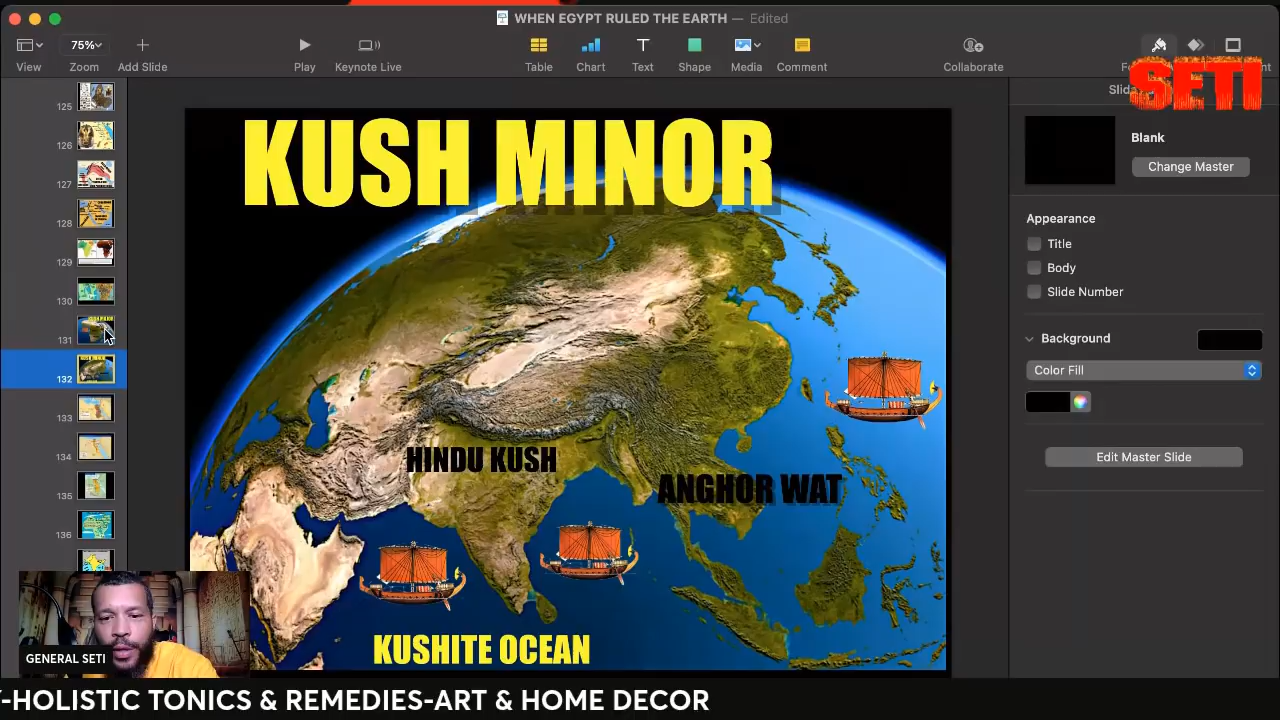 WHEN EGYPT RULED THE EARTH — Edited
75%
View
Zoom
Add Slide
Play
Keynote Live
Table
Chart
Text
Shape
Media
Comment
Collaborate
SETI
125
126
127
128
129
130
131
132
133
134
135
136
KUSH MINOR
HINDU KUSH
ANGHOR WAT
KUSHITE OCEAN
Blank
Change Master
Appearance
Title
Body
Slide Number
Background
Color Fill
Edit Master Slide
GENERAL SETI
-HOLISTIC TONICS & REMEDIES-ART & HOME DECOR